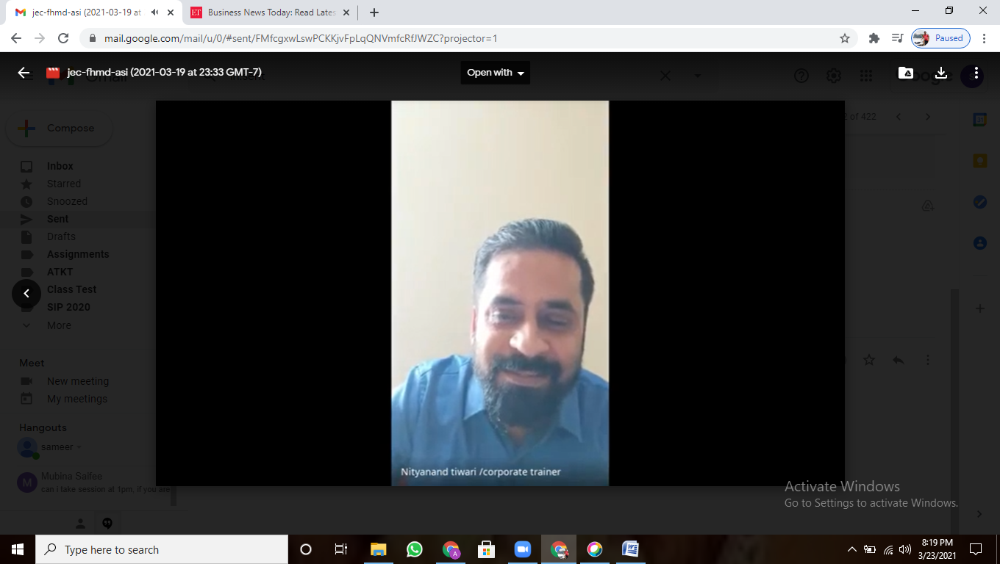 jec-fhmd-asi (2021-03-19 at
ET Business News Today: Read Lates
mail.google.com/mail/u/0/#sent/FMfcgxwLswPCKKjvFpLqQNVmfcRfJWZC?projector=1
Paused
jec-fhmd-asi (2021-03-19 at 23:33 GMT-7)
Open with
of 422
Compose
Inbox
Starred
Snoozed
Sent
Drafts
Assignments
ATKT
Class Test
SIP 2020
More
Meet
New meeting
My meetings
Hangouts
sameer
M
Mubina Saifee
can i take session at 1pm, if you are
Nityanand tiwari /corporate trainer
Activate Windows
Go to Settings to activate Windows.
Type here to search
A
8:19 PM
3/23/2021